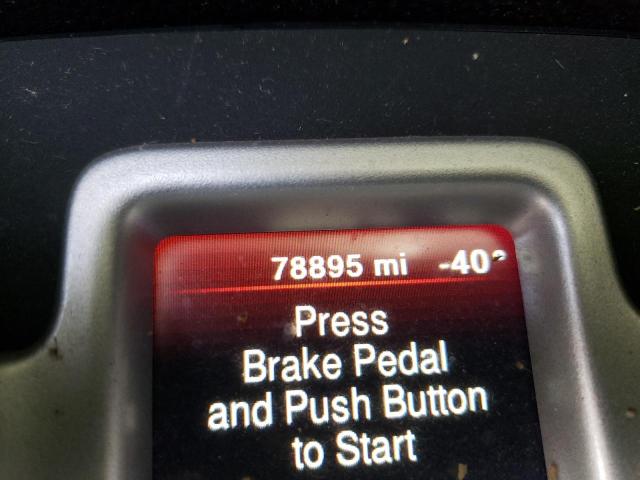 78895 mi -40°
Press
Brake Pedal
and Push Button
to Start